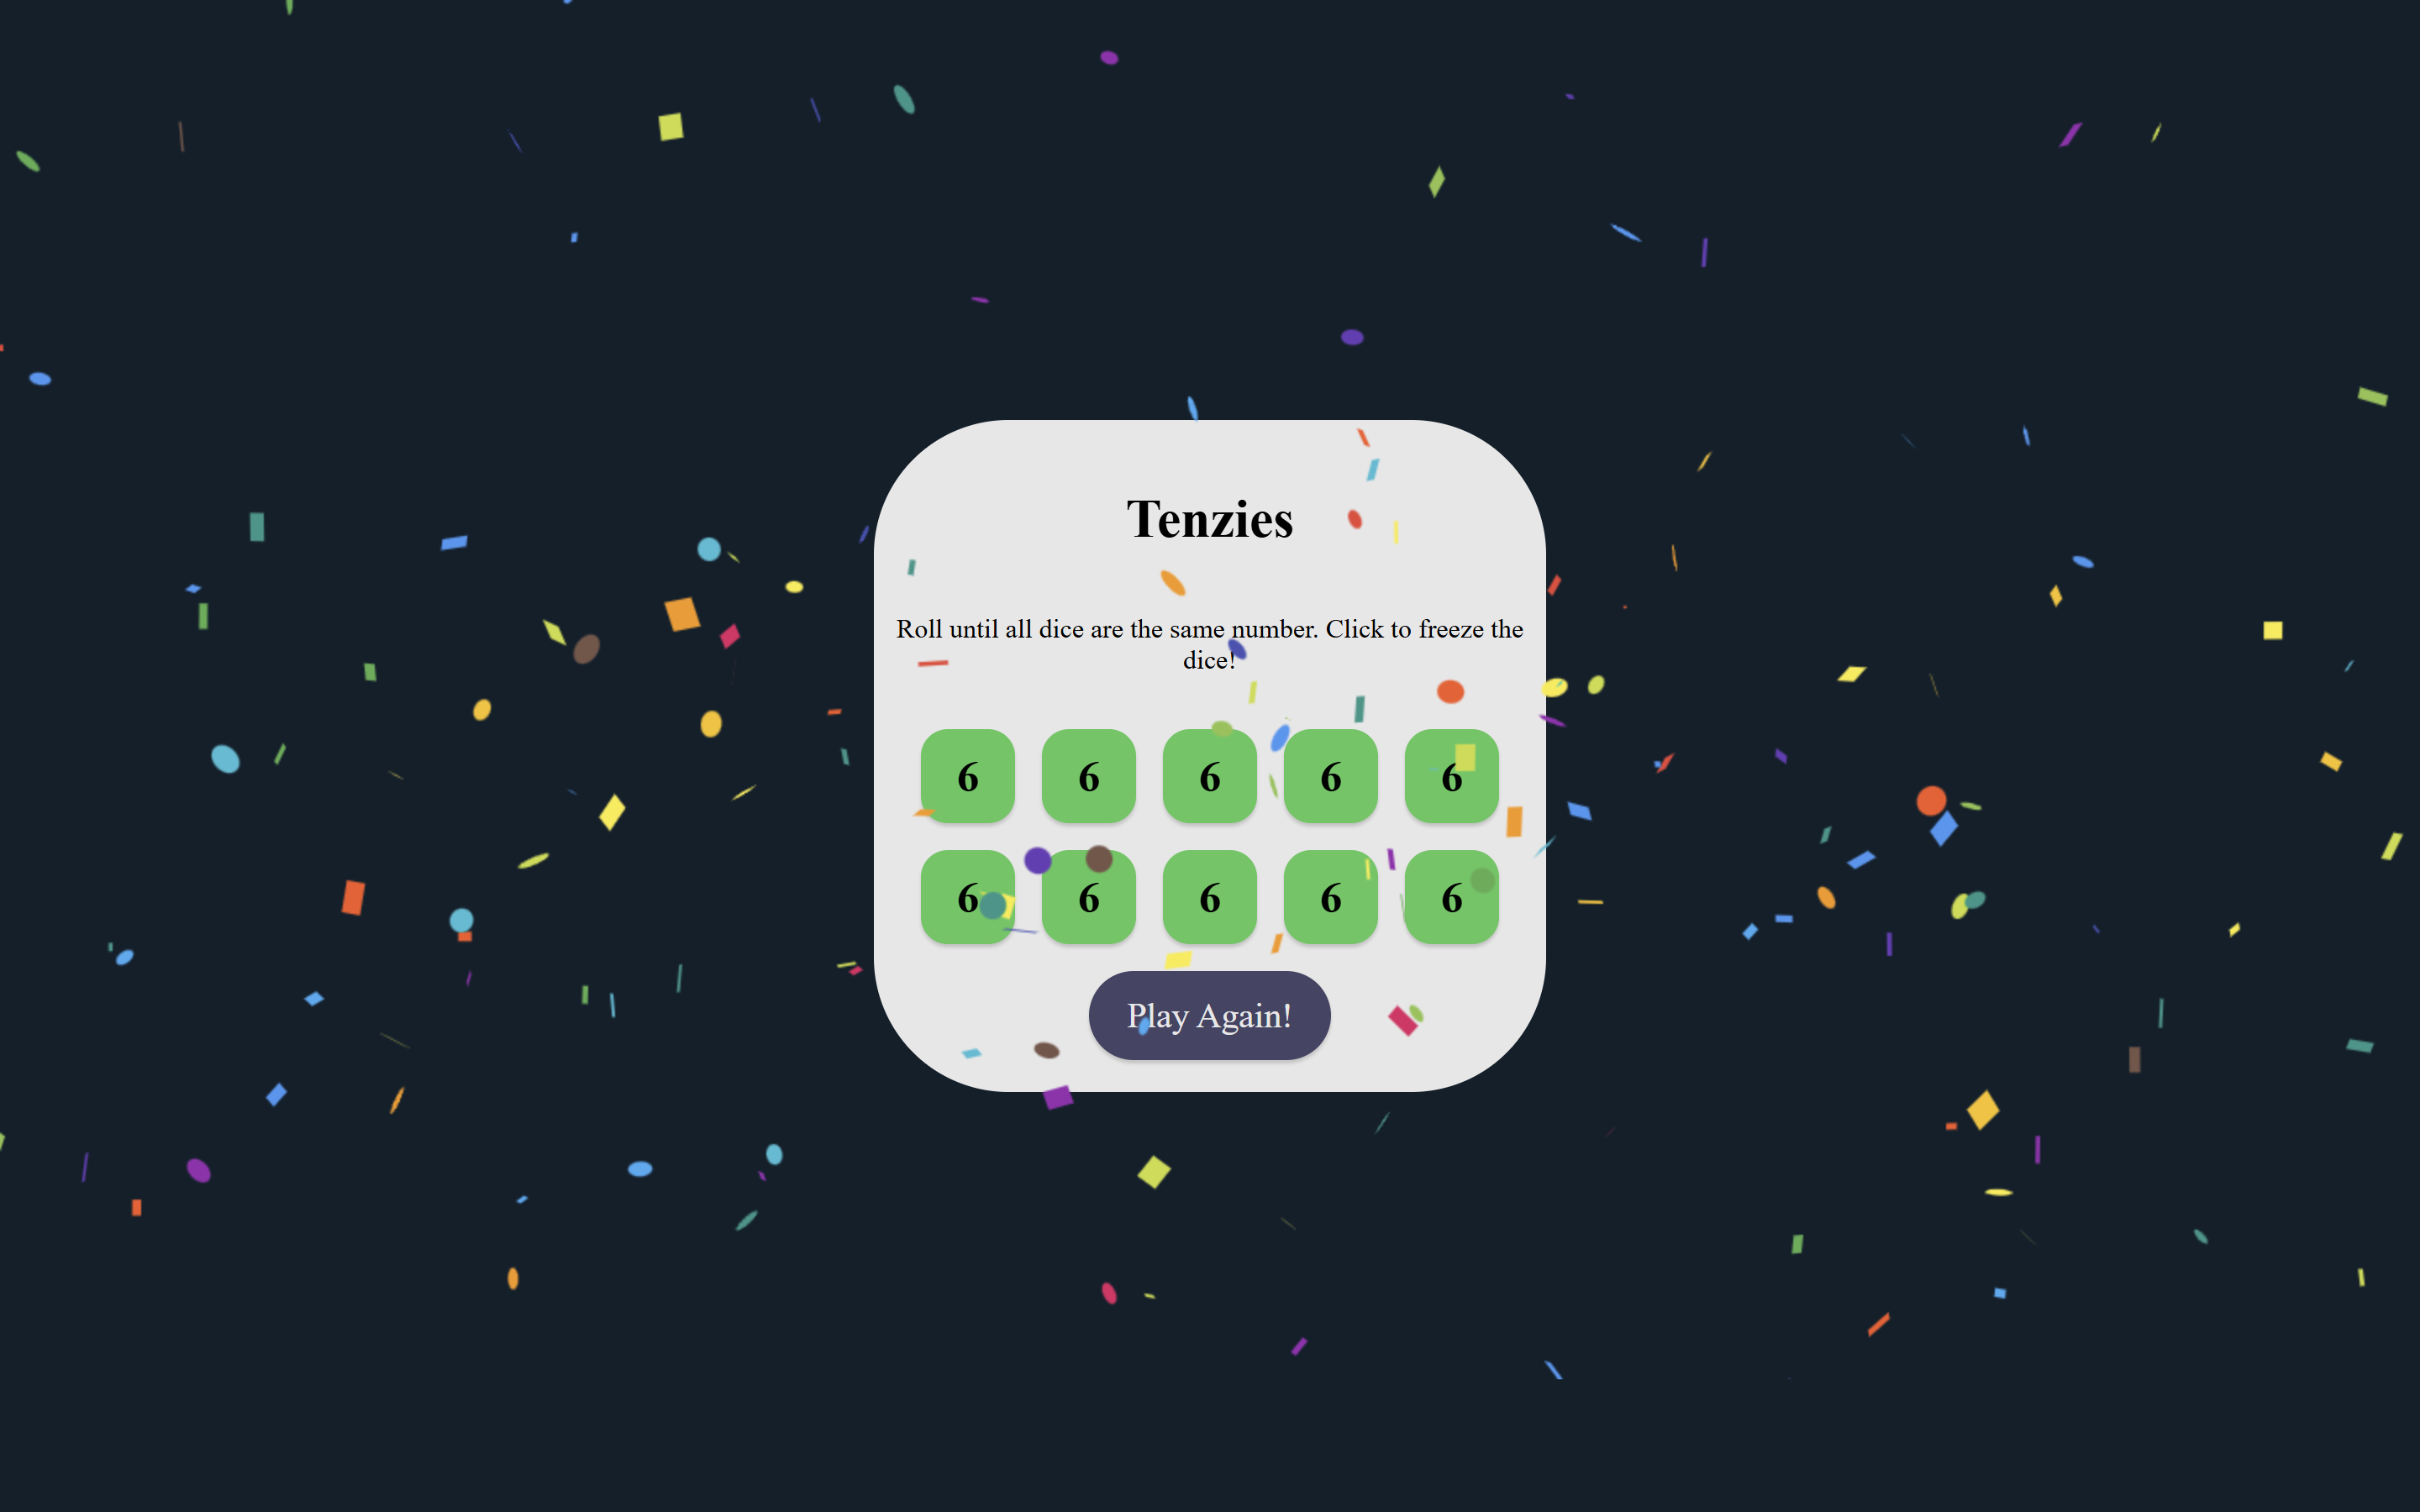 Tenzies
Roll until all dice are the same number. Click to freeze the
dice!
6 6 6 6 6
6 6 6 6 6
Play Again!